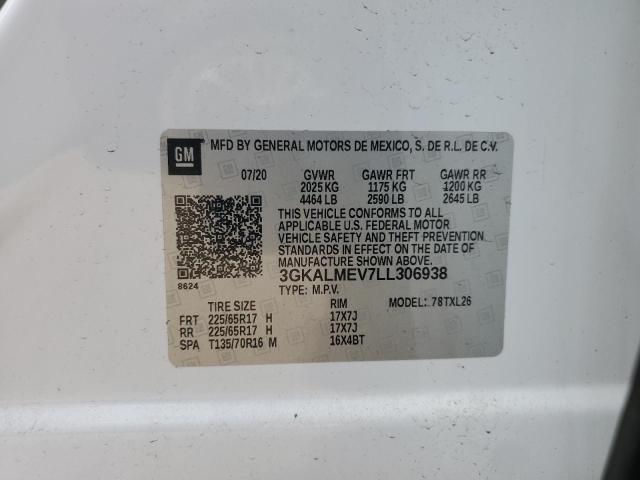 GM MFD BY GENERAL MOTORS DE MEXICO, S. DE R.L. DE C.V.
07/20 GVWR GAWR FRT GAWR RR
2025 KG 1175 KG 1200 KG
4464 LB 2590 LB 2645 LB
THIS VEHICLE CONFORMS TO ALL
APPLICABLE U.S. FEDERAL MOTOR
VEHICLE SAFETY AND THEFT PREVENTION
STANDARDS IN EFFECT ON THE DATE OF
MANUFACTURE SHOWN ABOVE.
8624 3GKALMEV7LL306938
TYPE: M.P.V.
TIRE SIZE RIM MODEL: 78TXL26
FRT 225/65R17 H 17X7J
RR 225/65R17 H 17X7J
SPA T135/70R16 M 16X4BT